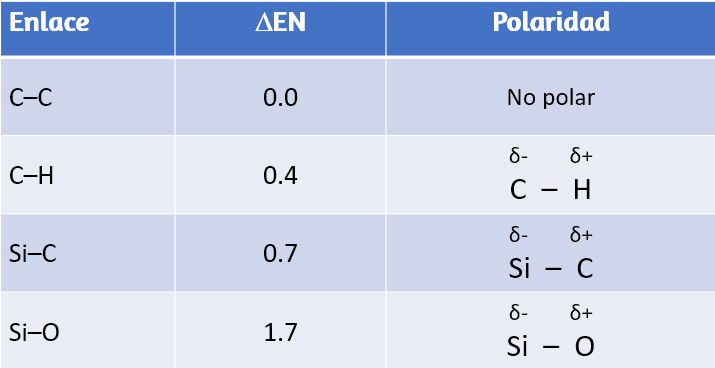 Enlace ΔEN Polaridad
C–C 0.0 No polar
δ- δ+
C–H 0.4 C – H
δ- δ+
Si–C 0.7 Si – C
δ- δ+
Si–O 1.7 Si – O